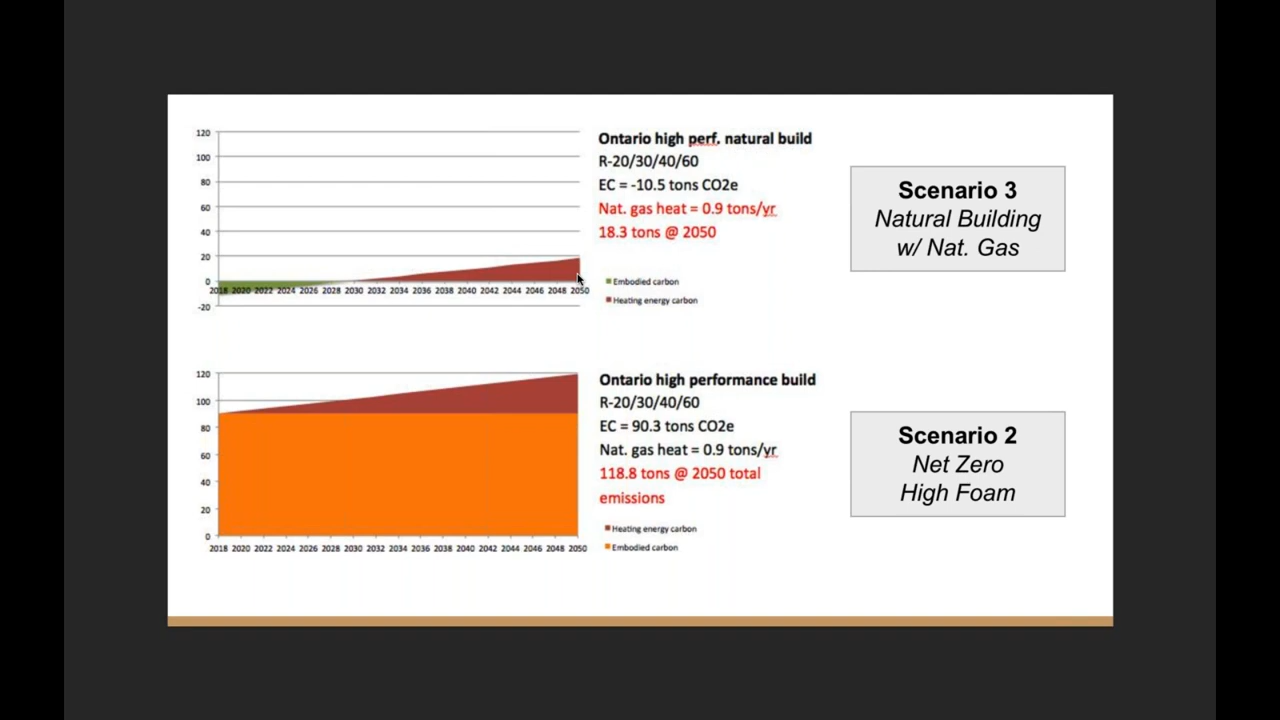 120
100
80
60
40
20
0
-20
2018 2020 2022 2024 2026 2028 2030 2032 2034 2036 2038 2040 2042 2044 2046 2048 2050
Ontario high perf. natural build
R-20/30/40/60
EC = -10.5 tons CO2e
Nat. gas heat = 0.9 tons/yr
18.3 tons @ 2050
Embodied carbon
Heating energy carbon
Scenario 3
Natural Building
w/ Nat. Gas
120
100
80
60
40
20
0
2018 2020 2022 2024 2026 2028 2030 2032 2034 2036 2038 2040 2042 2044 2046 2048 2050
Ontario high performance build
R-20/30/40/60
EC = 90.3 tons CO2e
Nat. gas heat = 0.9 tons/yr
118.8 tons @ 2050 total
emissions
Heating energy carbon
Embodied carbon
Scenario 2
Net Zero
High Foam